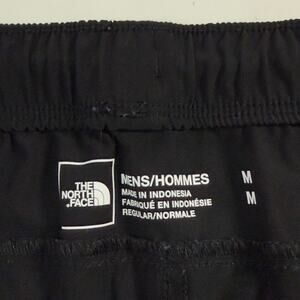 THE
NORTH
FACE
MENS/HOMMES
MADE IN INDONESIA
FABRIQUÉ EN INDONÉSIE
REGULAR/NORMALE
M
M